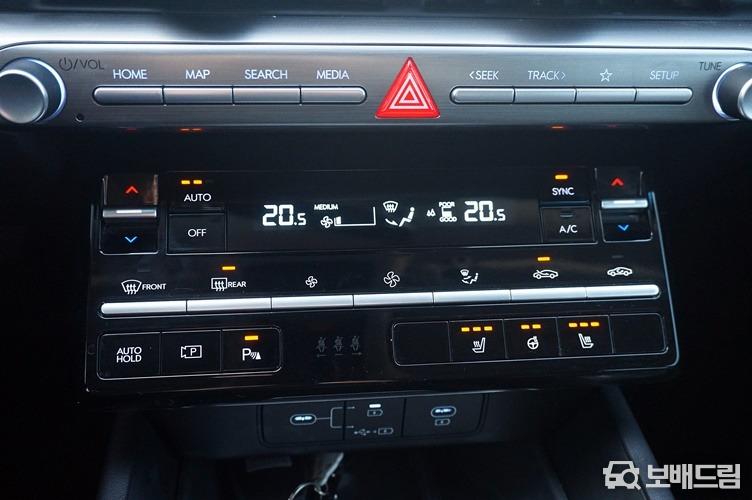 ⏻/VOL HOME MAP SEARCH MEDIA <SEEK TRACK> ☆ SETUP TUNE
AUTO SYNC
20.5 MEDIUM POOR GOOD 20.5
OFF A/C
FRONT REAR
AUTO HOLD P P
보배드림